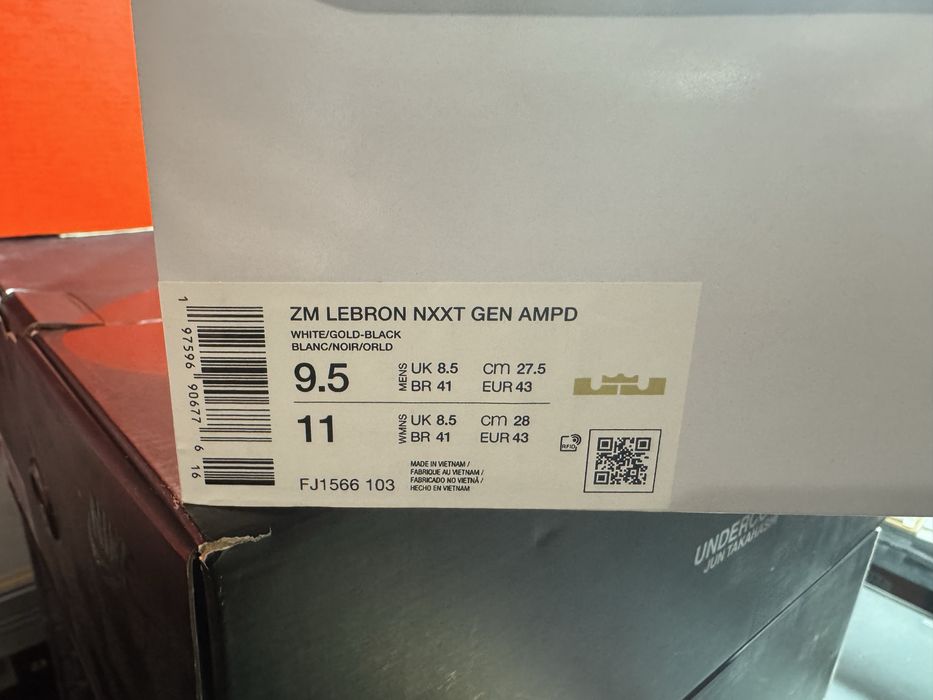 ZM LEBRON NXXT GEN AMPD
WHITE/GOLD-BLACK
BLANC/NOIR/ORLD
9.5 MENS UK 8.5 cm 27.5
BR 41 EUR 43
11 WMNS UK 8.5 cm 28
BR 41 EUR 43
RFID
FJ1566 103
MADE IN VIETNAM /
FABRIQUE AU VIETNAM /
FABRICADO NO VIETNÃ /
HECHO EN VIETNAM
1 97596 90677 6 16
JUN TAKAHASHI